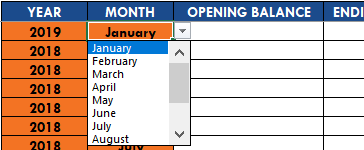 YEAR MONTH OPENING BALANCE ENDI
2019 January
2018 January
2018 February
2018 March
2018 April
2018 May
2018 June
2018 July
August